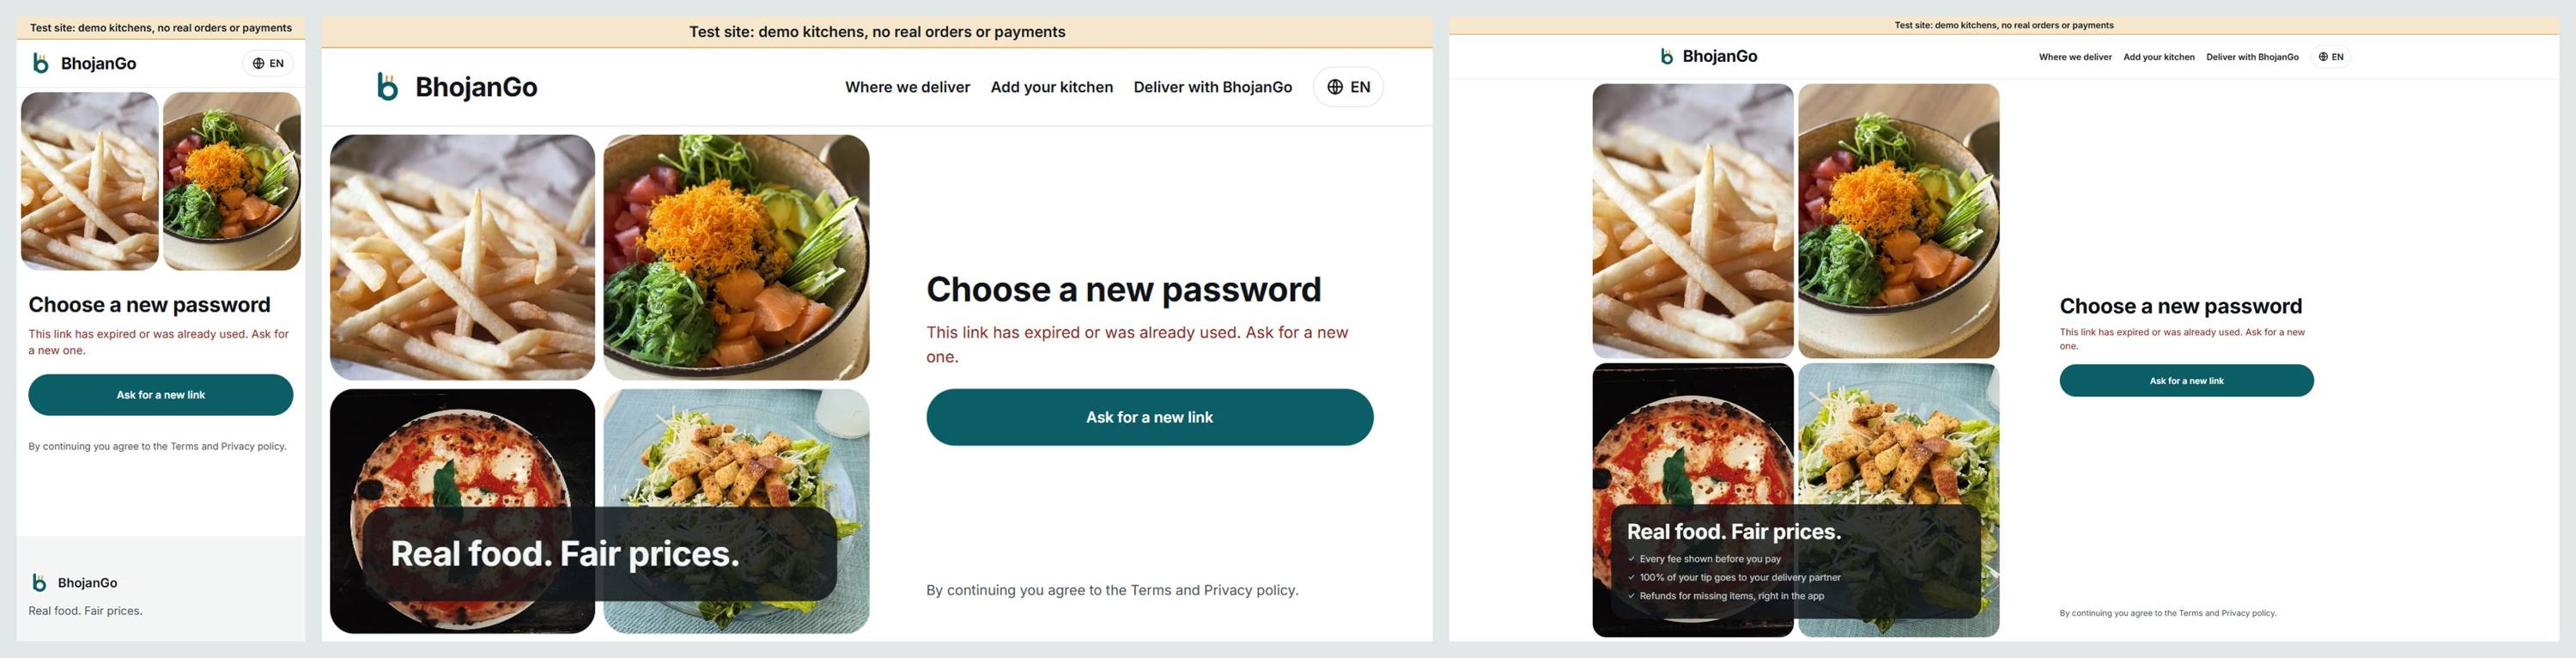 Test site: demo kitchens, no real orders or payments
BhojanGo
EN
Choose a new password
This link has expired or was already used. Ask for
a new one.
Ask for a new link
By continuing you agree to the Terms and Privacy policy.
BhojanGo
Real food. Fair prices.
Test site: demo kitchens, no real orders or payments
BhojanGo
Where we deliver
Add your kitchen
Deliver with BhojanGo
EN
Choose a new password
This link has expired or was already used. Ask for a new
one.
Ask for a new link
Real food. Fair prices.
By continuing you agree to the Terms and Privacy policy.
Test site: demo kitchens, no real orders or payments
BhojanGo
Where we deliver
Add your kitchen
Deliver with BhojanGo
EN
Choose a new password
This link has expired or was already used. Ask for a new
one.
Ask for a new link
Real food. Fair prices.
Every fee shown before you pay
100% of your tip goes to your delivery partner
Refunds for missing items, right in the app
By continuing you agree to the Terms and Privacy policy.